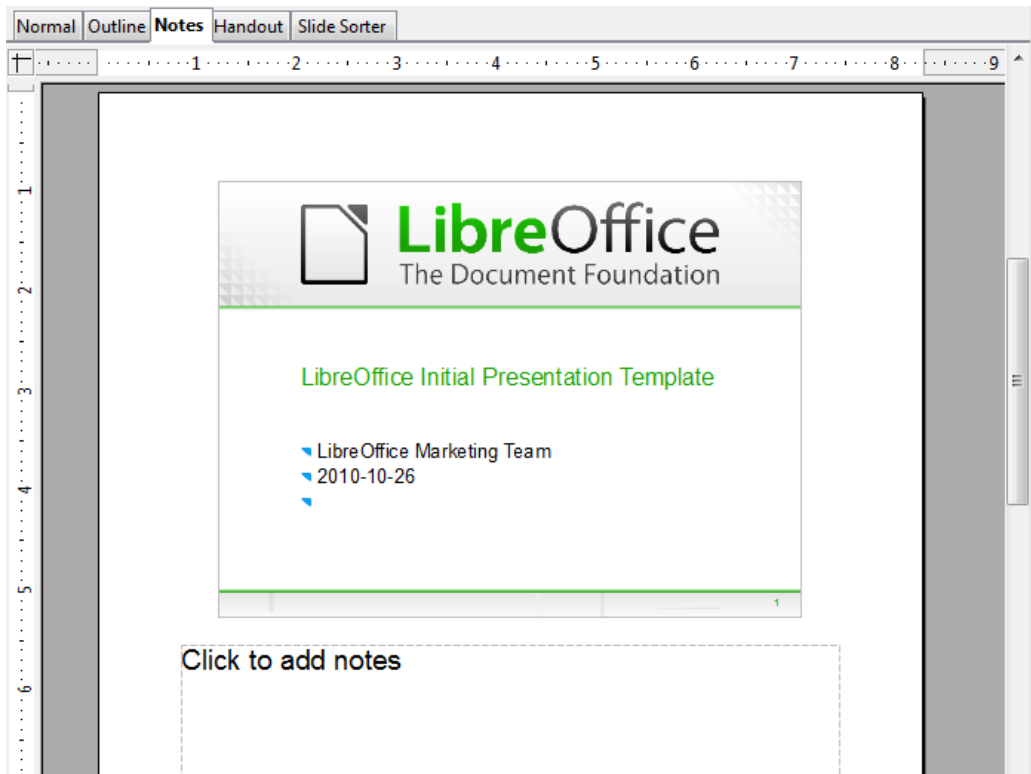 Normal Outline Notes Handout Slide Sorter
1 2 3 4 5 6 7 8 9
1
2
3
4
5
6
LibreOffice
The Document Foundation
LibreOffice Initial Presentation Template
LibreOffice Marketing Team
2010-10-26
1
Click to add notes